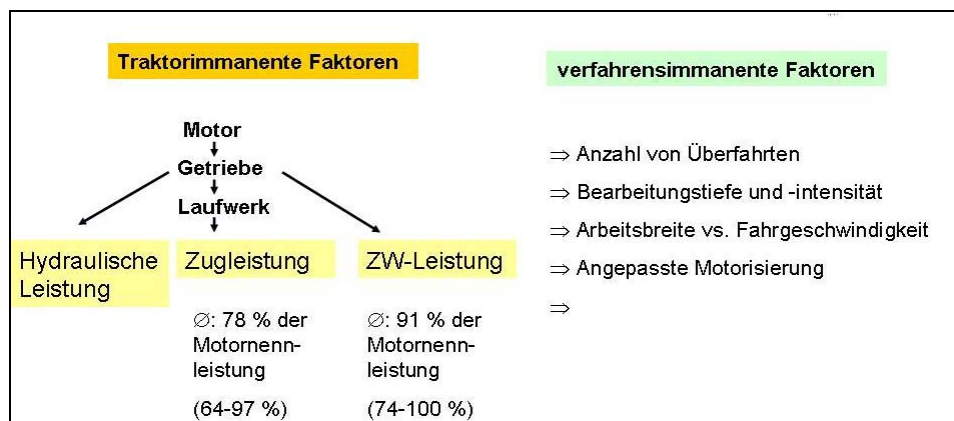 Traktorimmanente Faktoren
Motor
Getriebe
Laufwerk
Hydraulische
Leistung
Zugleistung
Ø: 78 % der
Motornenn-
leistung
(64-97 %)
ZW-Leistung
Ø: 91 % der
Motornenn-
leistung
(74-100 %)
verfahrensimmanente Faktoren
⇒ Anzahl von Überfahrten
⇒ Bearbeitungstiefe und -intensität
⇒ Arbeitsbreite vs. Fahrgeschwindigkeit
⇒ Angepasste Motorisierung
⇒